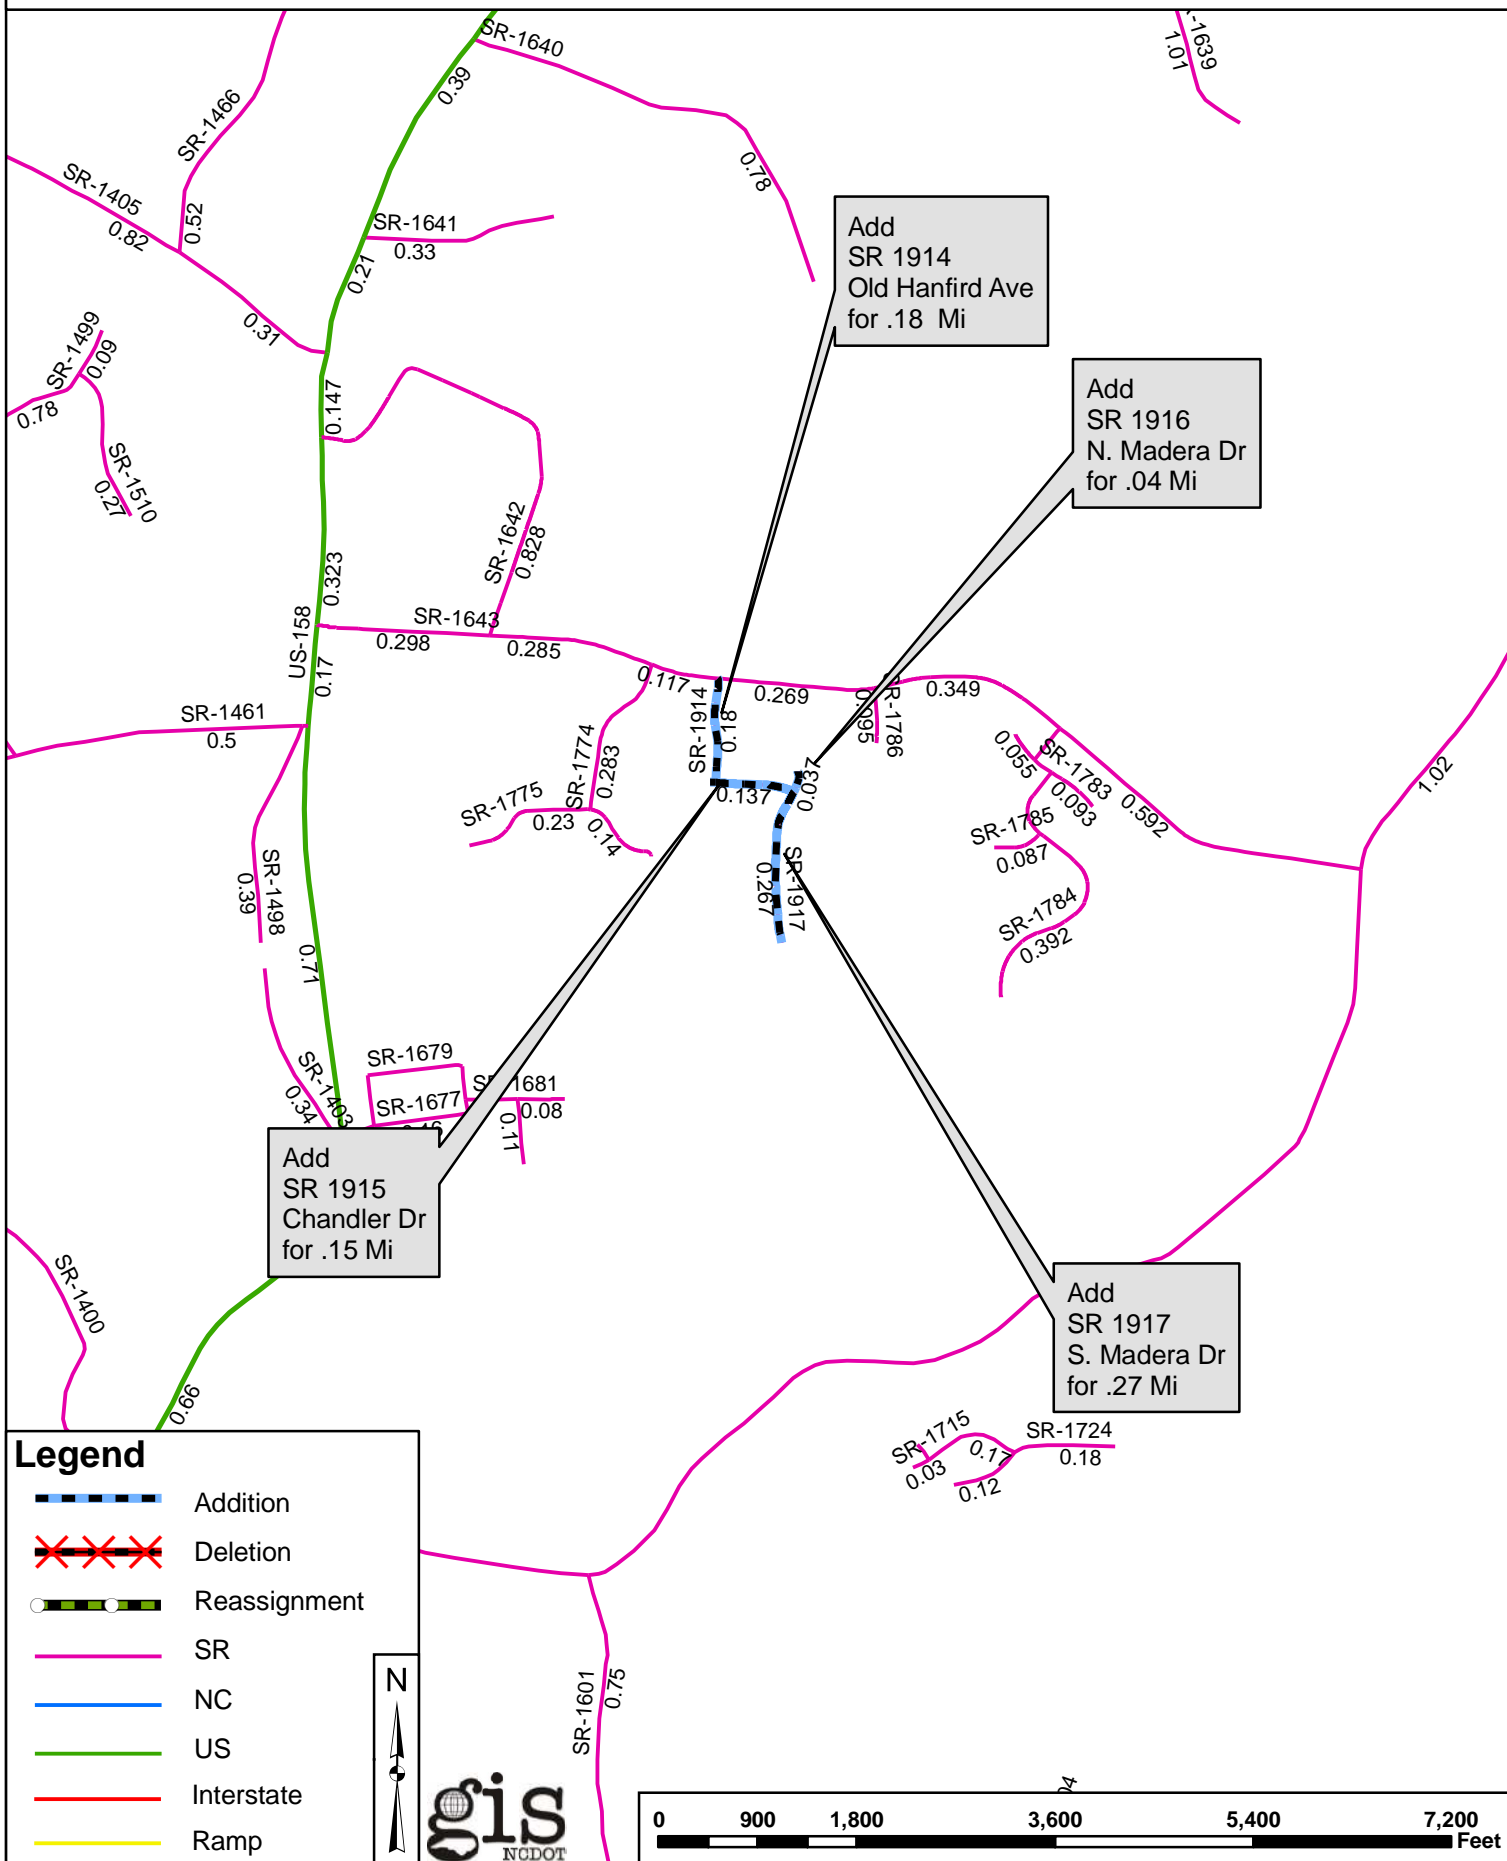 SR-1640
0.39
SR-1639
1.01
SR-1466
SR-1405
0.82
0.52
0.78
SR-1641
0.33
0.21
0.31
Add
SR 1914
Old Hanfird Ave
for .18 Mi
SR-1499
0.09
0.78
SR-1510
0.27
0.147
Add
SR 1916
N. Madera Dr
for .04 Mi
SR-1642
0.828
0.323
US-158
0.17
SR-1643
0.298
0.285
0.117
0.269
0.349
SR-1461
0.5
SR-1914
0.18
0.095
SR-1786
SR-1774
0.283
SR-1775
0.23
0.14
0.137
0.037
0.055
SR-1783
0.093
0.592
1.02
SR-1785
0.087
SR-1784
0.392
SR-1917
0.267
SR-1498
0.39
0.71
SR-1403
0.34
SR-1679
SR-1677
1681
0.08
0.11
Add
SR 1915
Chandler Dr
for .15 Mi
SR-1400
0.66
Add
SR 1917
S. Madera Dr
for .27 Mi
SR-1715
0.17
0.03
0.12
SR-1724
0.18
SR-1601
0.75
Legend
Addition
Deletion
Reassignment
SR
NC
US
Interstate
Ramp
N
gis
NCDOT
0 900 1,800 3,600 5,400 7,200
Feet